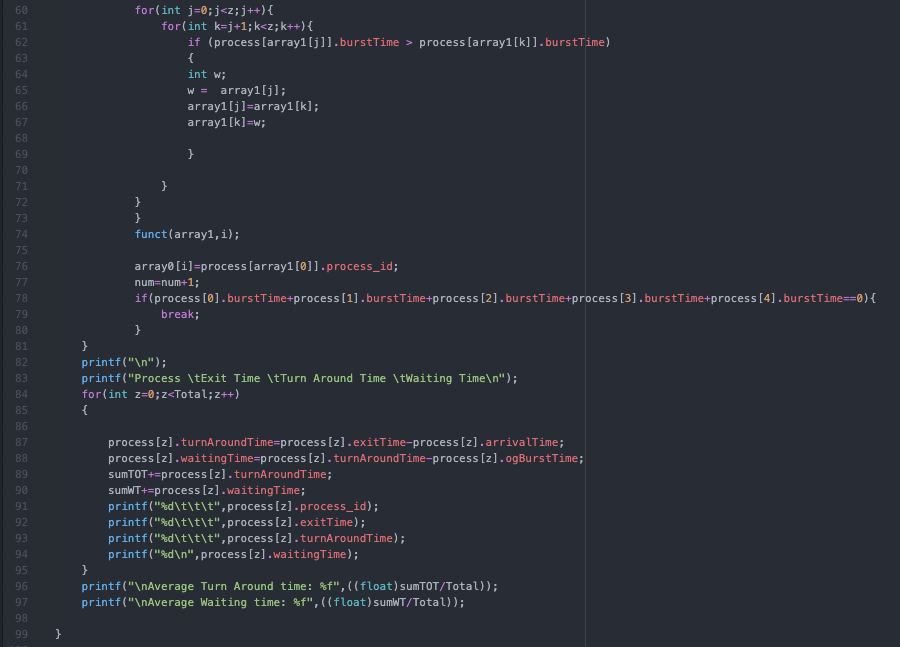 60 for(int j=0;j<z;j++){
61 for(int k=j+1;k<z;k++){
62 if (process[array1[j]].burstTime > process[array1[k]].burstTime)
63 {
64 int w;
65 w =  array1[j];
66 array1[j]=array1[k];
67 array1[k]=w;
68
69 }
70
71 }
72 }
73 }
74 funct(array1,i);
75
76 array0[i]=process[array1[0]].process_id;
77 num=num+1;
78 if(process[0].burstTime+process[1].burstTime+process[2].burstTime+process[3].burstTime+process[4].burstTime==0){
79 break;
80 }
81 }
82 printf("\n");
83 printf("Process \tExit Time \tTurn Around Time \tWaiting Time\n");
84 for(int z=0;z<Total;z++)
85 {
86
87 process[z].turnAroundTime=process[z].exitTime-process[z].arrivalTime;
88 process[z].waitingTime=process[z].turnAroundTime-process[z].ogBurstTime;
89 sumTOT+=process[z].turnAroundTime;
90 sumWT+=process[z].waitingTime;
91 printf("%d\t\t\t",process[z].process_id);
92 printf("%d\t\t\t",process[z].exitTime);
93 printf("%d\t\t\t",process[z].turnAroundTime);
94 printf("%d\n",process[z].waitingTime);
95 }
96 printf("\nAverage Turn Around time: %f",((float)sumTOT/Total));
97 printf("\nAverage Waiting time: %f",((float)sumWT/Total));
98
99 }